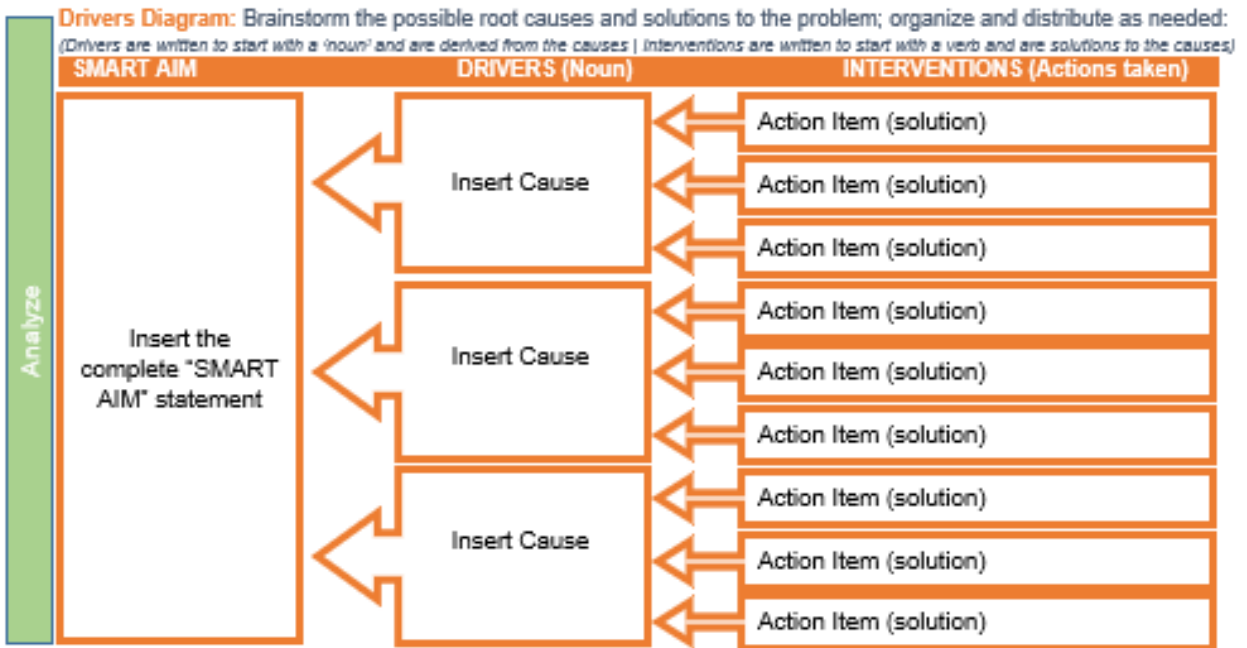 Drivers Diagram: Brainstorm the possible root causes and solutions to the problem; organize and distribute as needed:
(Drivers are written to start with a 'noun' and are derived from the causes | Interventions are written to start with a verb and are solutions to the causes)
SMART AIM
DRIVERS (Noun)
INTERVENTIONS (Actions taken)
Analyze
Insert the
complete "SMART
AIM" statement
Insert Cause
Insert Cause
Insert Cause
Action Item (solution)
Action Item (solution)
Action Item (solution)
Action Item (solution)
Action Item (solution)
Action Item (solution)
Action Item (solution)
Action Item (solution)
Action Item (solution)